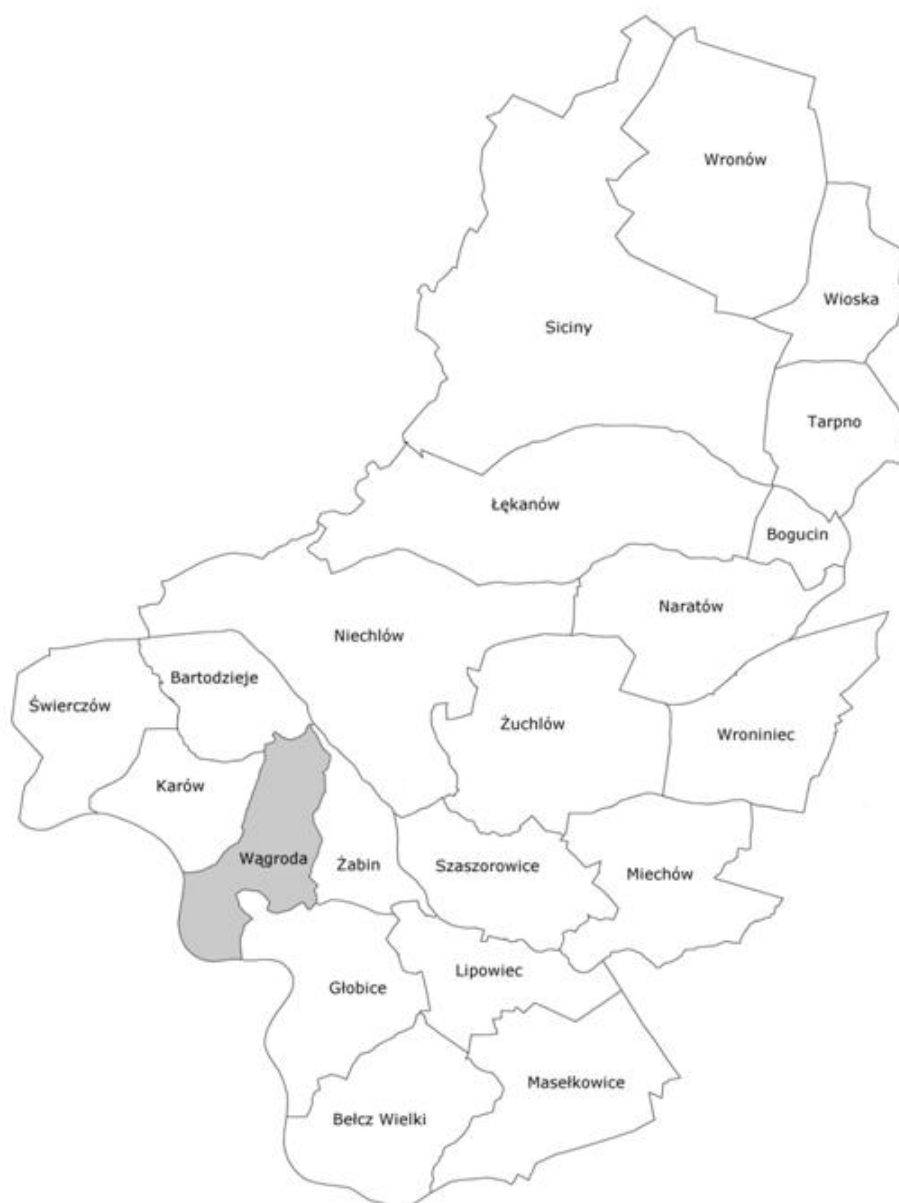 Wronów
Wioska
Siciny
Tarpno
Łękanów
Bogucin
Naratów
Niechlów
Bartodzieje
Świerczów
Żuchlów
Wroniniec
Karów
Wągroda
Żabin
Szaszorowice
Miechów
Lipowiec
Głobice
Masełkowice
Bełcz Wielki